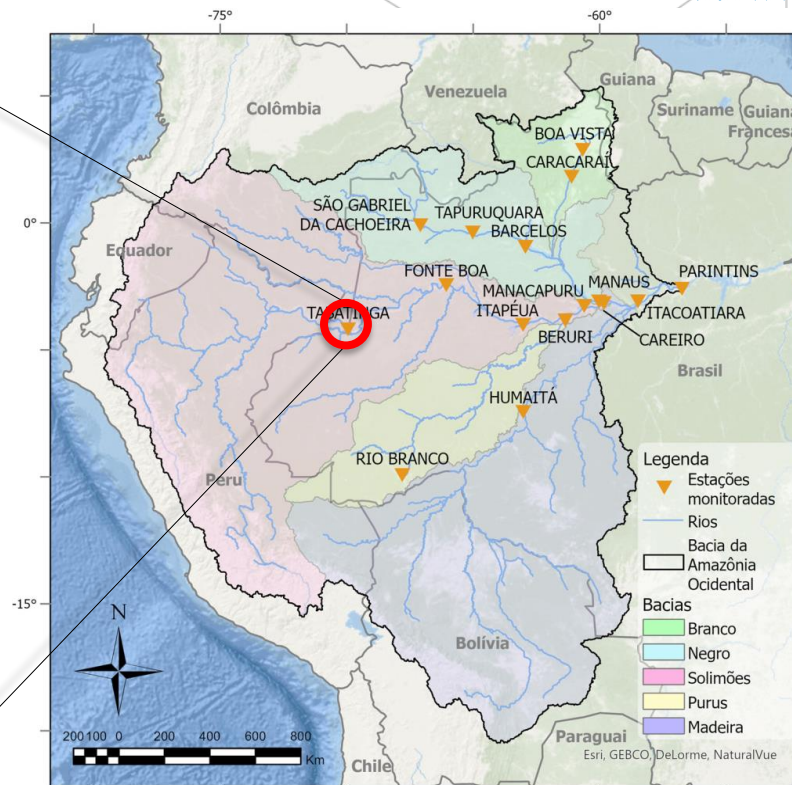 -75°
-60°
Guiana
Venezuela
Colômbia
Suriname
Guiana
Francesa
BOA VISTA
CARACARAÍ
SÃO GABRIEL
DA CACHOEIRA
TAPURUQUARA
BARCELOS
0°
Equador
FONTE BOA
MANACAPURU
MANAUS
PARINTINS
TABATINGA
ITAPÉUA
ITACOATIARA
BERURI
CAREIRO
Brasil
HUMAITÁ
RIO BRANCO
Peru
Legenda
Estações
monitoradas
Rios
Bacia da
Amazônia
Ocidental
Bacias
Branco
Negro
Solimões
Purus
Madeira
-15°
N
Bolívia
200 100 0 200 400 600 800
Km
Paraguai
Chile
Esri, GEBCO, DeLorme, NaturalVue